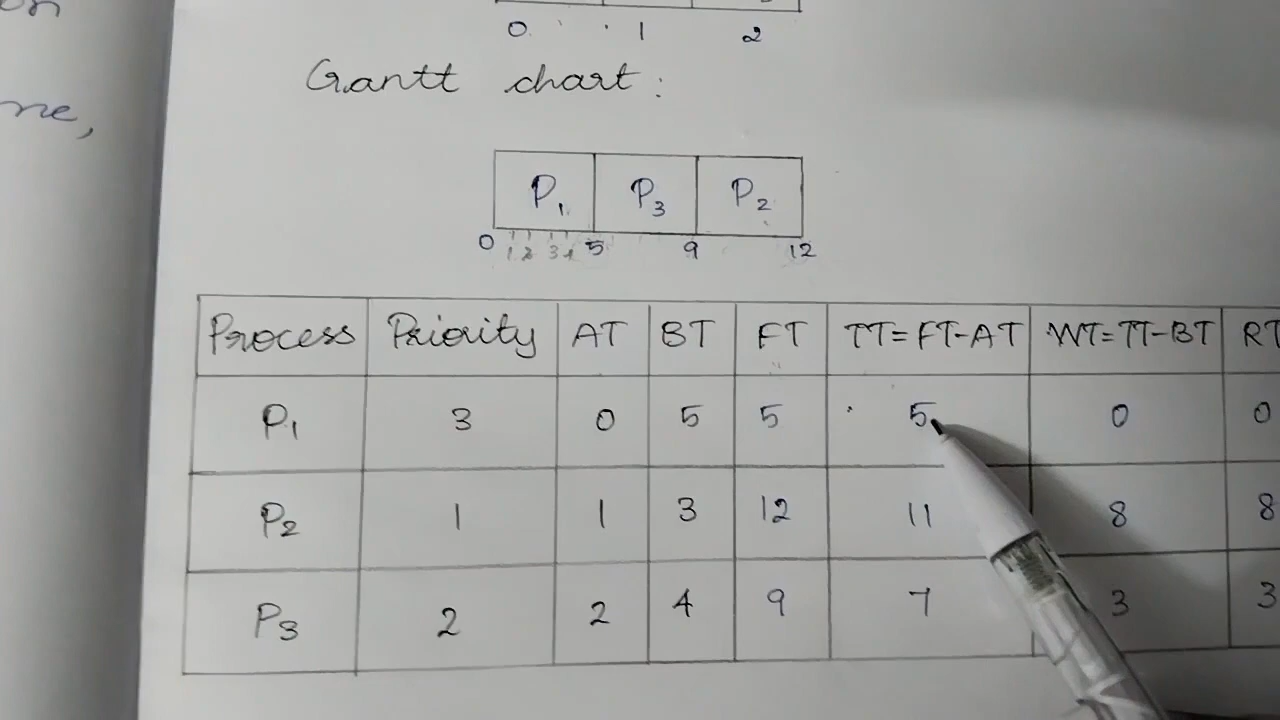 0 1 2
Gantt chart :
P1 P3 P2
0 1 2 3 4 5 9 12
Process Priority AT BT FT TT=FT-AT WT=TT-BT RT
P1 3 0 5 5 5 0 0
P2 1 1 3 12 11 8 8
P3 2 2 4 9 7 3 3